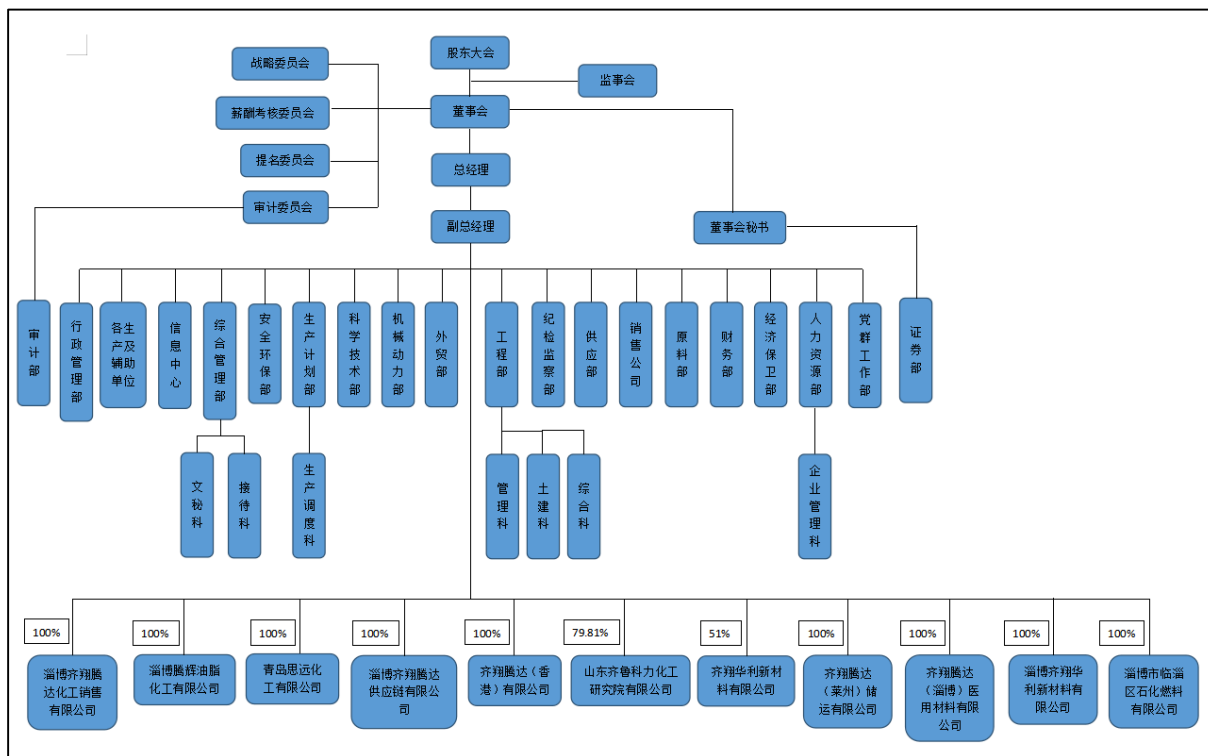 股东大会
战略委员会
监事会
薪酬考核委员会
董事会
提名委员会
总经理
审计委员会
副总经理
董事会秘书
审计部
行政管理部
各生产及辅助单位
信息中心
综合管理部
安全环保部
生产计划部
科学技术部
机械动力部
外贸部
工程部
纪检监察部
供应部
销售公司
原料部
财务部
经济保卫部
人力资源部
党群工作部
证券部
文秘科
接待科
生产调度科
管理科
土建科
综合科
企业管理科
100%
100%
100%
100%
100%
79.81%
51%
100%
100%
100%
100%
淄博齐翔腾
达化工销售
有限公司
淄博腾辉油脂
化工有限公司
青岛思远化
工有限公司
淄博齐翔腾达
供应链有限公
司
齐翔腾达（香
港）有限公司
山东齐鲁科力化工
研究院有限公司
齐翔华利新材
料有限公司
齐翔腾达
（莱州）储
运有限公司
齐翔腾达
（淄博）医
用材料有限
公司
淄博齐翔华
利新材料有
限公司
淄博市临淄
区石化燃料
有限公司